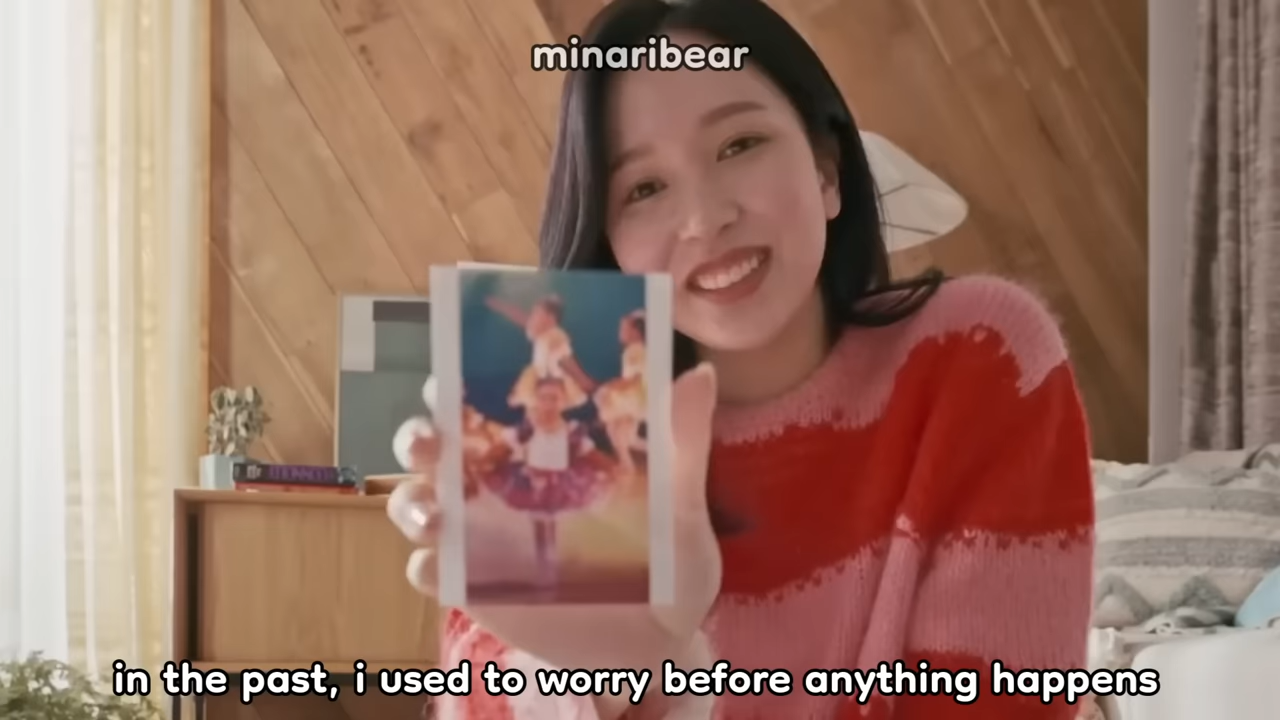 minaribear
in the past, i used to worry before anything happens